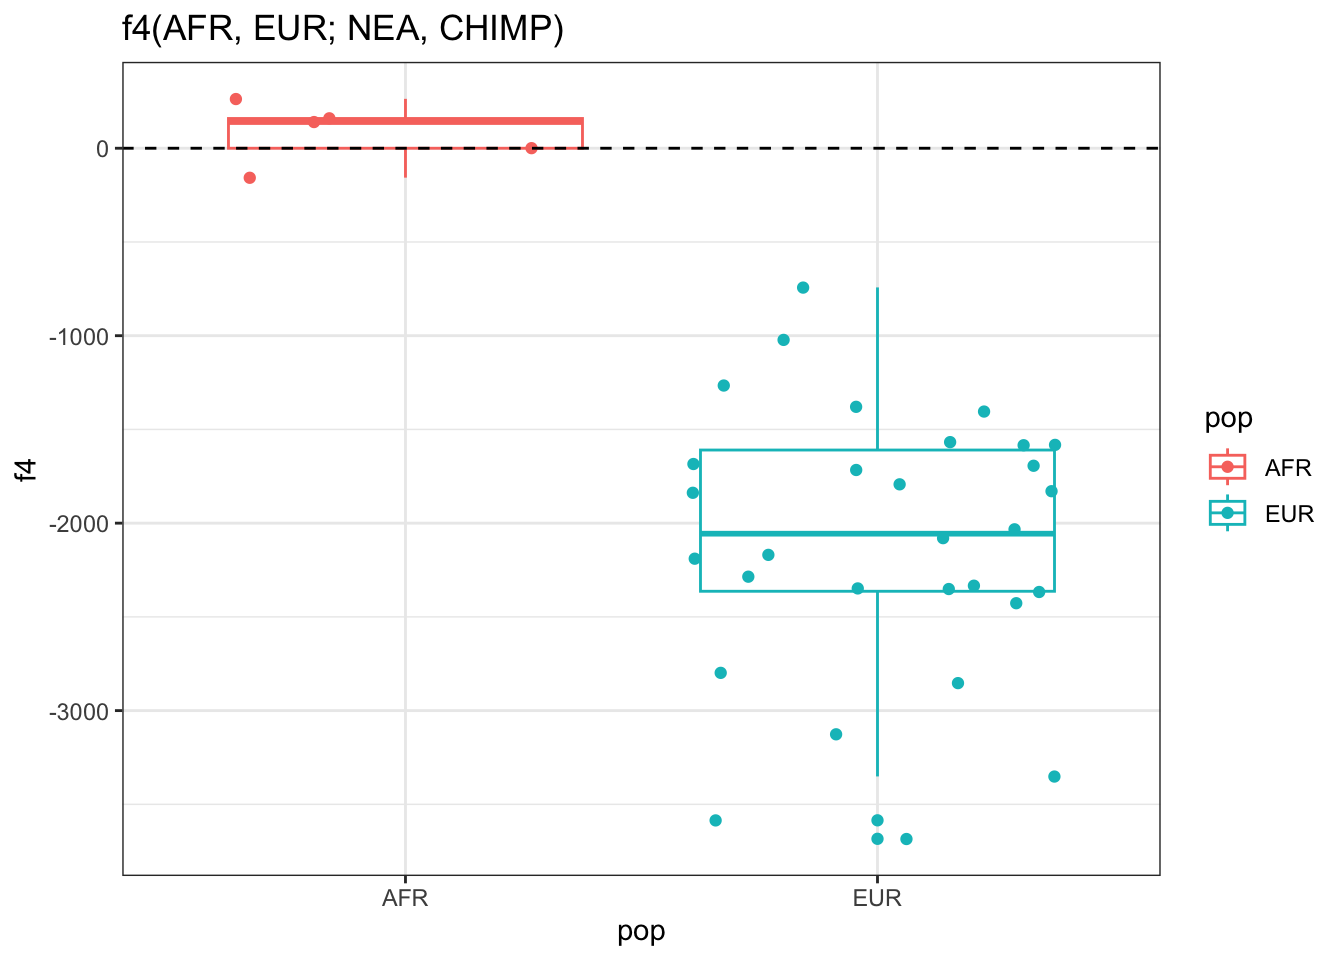 f4(AFR, EUR; NEA, CHIMP)
f4
0
-1000
-2000
-3000
AFR
EUR
pop
pop
AFR
EUR